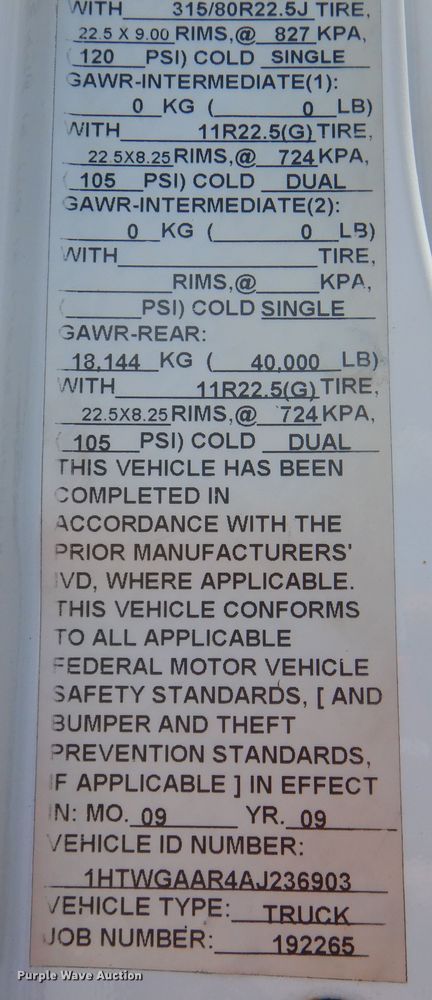 WITH 315/80R22.5J TIRE,
22.5 X 9.00 RIMS,@ 827 KPA,
(120 PSI) COLD SINGLE
GAWR-INTERMEDIATE(1):
0 KG ( 0 LB)
WITH 11R22.5(G) TIRE,
22.5X8.25 RIMS,@ 724 KPA,
(105 PSI) COLD DUAL
GAWR-INTERMEDIATE(2):
0 KG ( 0 LB)
WITH TIRE,
RIMS,@ KPA,
( PSI) COLD SINGLE
GAWR-REAR:
18,144 KG ( 40,000 LB)
WITH 11R22.5(G) TIRE,
22.5X8.25 RIMS,@ 724 KPA,
(105 PSI) COLD DUAL
THIS VEHICLE HAS BEEN
COMPLETED IN
ACCORDANCE WITH THE
PRIOR MANUFACTURERS'
IVD, WHERE APPLICABLE.
THIS VEHICLE CONFORMS
TO ALL APPLICABLE
FEDERAL MOTOR VEHICLE
SAFETY STANDARDS, [ AND
BUMPER AND THEFT
PREVENTION STANDARDS,
IF APPLICABLE ] IN EFFECT
IN: MO. 09 YR. 09
VEHICLE ID NUMBER:
1HTWGAAR4AJ236903
VEHICLE TYPE: TRUCK
JOB NUMBER: 192265
Purple Wave Auction